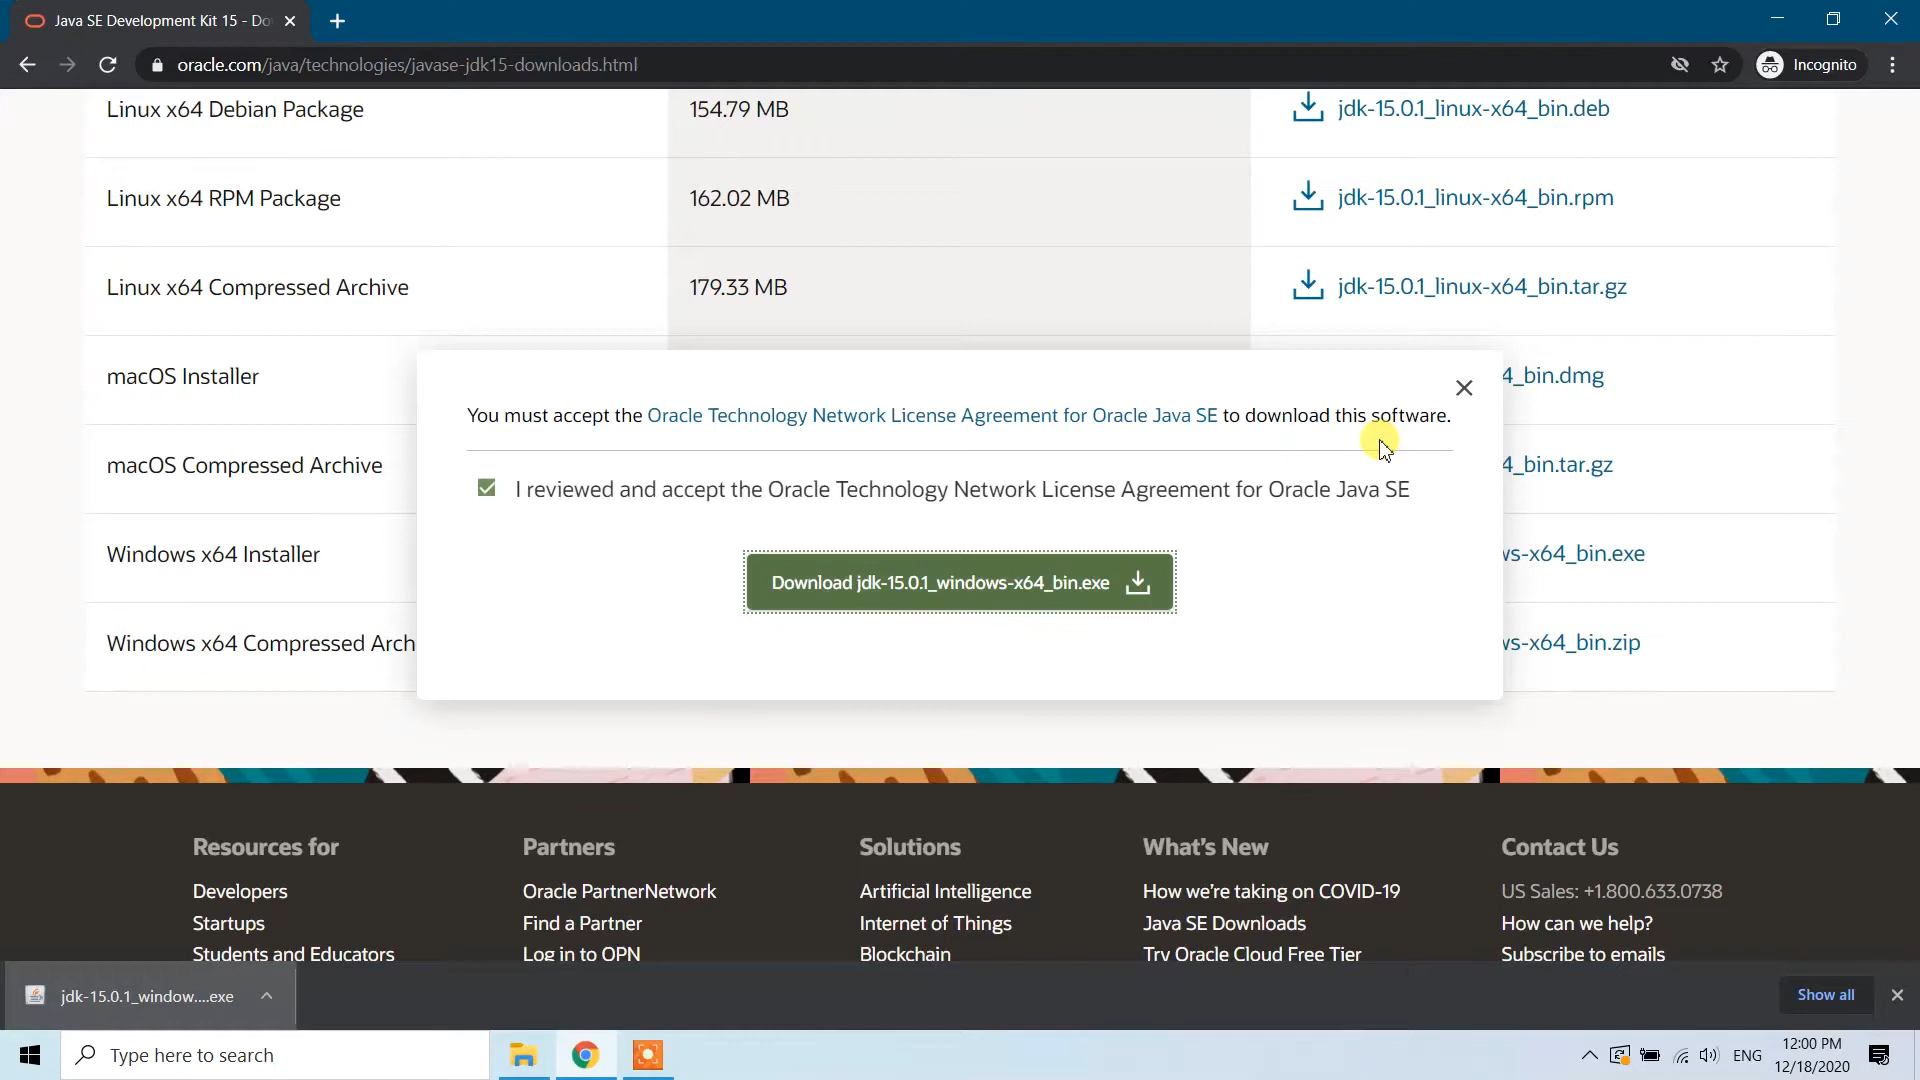 Java SE Development Kit 15 - Do
oracle.com/java/technologies/javase-jdk15-downloads.html
Incognito
Linux x64 Debian Package 154.79 MB jdk-15.0.1_linux-x64_bin.deb
Linux x64 RPM Package 162.02 MB jdk-15.0.1_linux-x64_bin.rpm
Linux x64 Compressed Archive 179.33 MB jdk-15.0.1_linux-x64_bin.tar.gz
macOS Installer 4_bin.dmg
macOS Compressed Archive 4_bin.tar.gz
Windows x64 Installer ws-x64_bin.exe
Windows x64 Compressed Arch ws-x64_bin.zip
You must accept the Oracle Technology Network License Agreement for Oracle Java SE to download this software.
I reviewed and accept the Oracle Technology Network License Agreement for Oracle Java SE
Download jdk-15.0.1_windows-x64_bin.exe
Resources for
Developers
Startups
Students and Educators
Partners
Oracle PartnerNetwork
Find a Partner
Log in to OPN
Solutions
Artificial Intelligence
Internet of Things
Blockchain
What's New
How we're taking on COVID-19
Java SE Downloads
Try Oracle Cloud Free Tier
Contact Us
US Sales: +1.800.633.0738
How can we help?
Subscribe to emails
jdk-15.0.1_window....exe
Show all
Type here to search
ENG
12:00 PM
12/18/2020